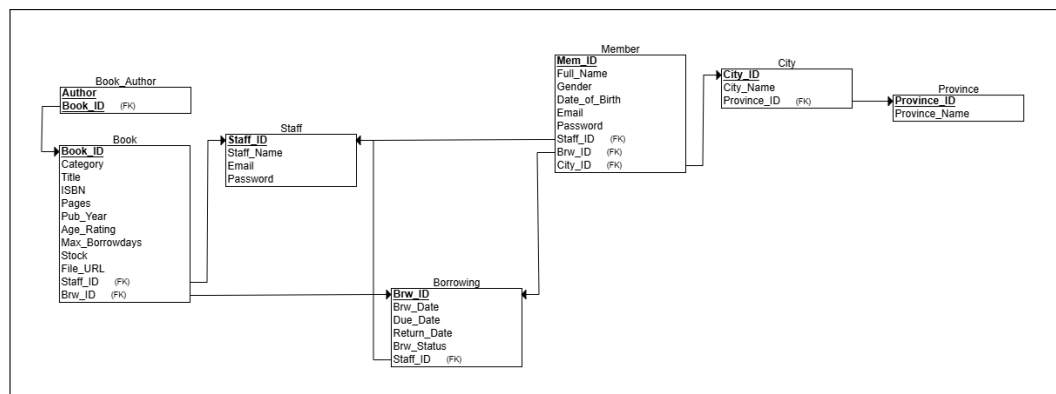 Book_Author
Author
Book_ID (FK)
Book
Book_ID
Category
Title
ISBN
Pages
Pub_Year
Age_Rating
Max_Borrowdays
Stock
File_URL
Staff_ID (FK)
Brw_ID (FK)
Staff
Staff_ID
Staff_Name
Email
Password
Borrowing
Brw_ID
Brw_Date
Due_Date
Return_Date
Brw_Status
Staff_ID (FK)
Member
Mem_ID
Full_Name
Gender
Date_of_Birth
Email
Password
Staff_ID (FK)
Brw_ID (FK)
City_ID (FK)
City
City_ID
City_Name
Province_ID (FK)
Province
Province_ID
Province_Name